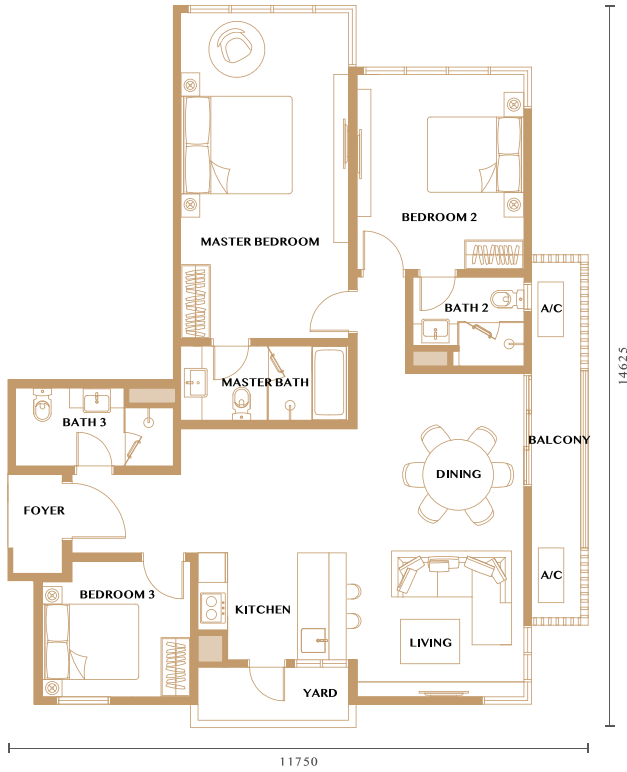 BEDROOM 2
MASTER BEDROOM
BATH 2
A/C
14625
MASTER BATH
BATH 3
BALCONY
DINING
FOYER
A/C
BEDROOM 3
KITCHEN
LIVING
YARD
11750